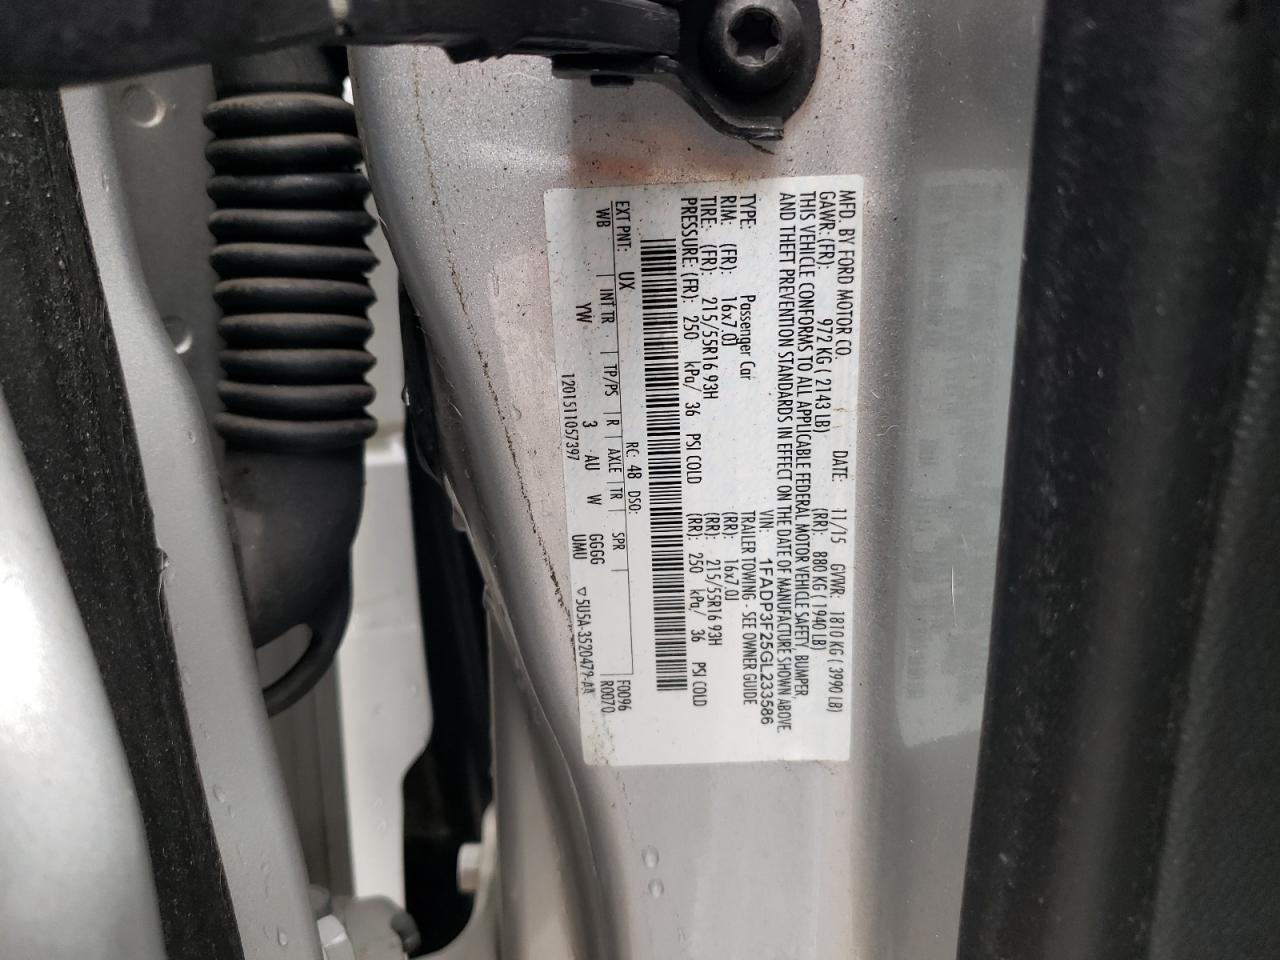 MFD. BY FORD MOTOR CO.
DATE: 11/15 GVWR: 1810 KG ( 3990 LB)
GAWR: (FR): 972 KG ( 2143 LB) (RR): 880 KG ( 1940 LB)
THIS VEHICLE CONFORMS TO ALL APPLICABLE FEDERAL MOTOR VEHICLE SAFETY, BUMPER,
AND THEFT PREVENTION STANDARDS IN EFFECT ON THE DATE OF MANUFACTURE SHOWN ABOVE.
VIN: 1FADP3F25GL233586
TYPE: Passenger Car TRAILER TOWING - SEE OWNER GUIDE
RIM: (FR): 16x7.0J (RR): 16x7.0J
TIRE: (FR): 215/55R16 93H (RR): 215/55R16 93H
PRESSURE: (FR): 250 kPa/ 36 PSI COLD (RR): 250 kPa/ 36 PSI COLD
EXT PNT: UX RC: 48 DSO: F0096
WB INT TR TP/PS R AXLE TR SPR R0070
YW 3 AU W GGGG
UMU
1201511057397 5U5A-3520479-AA